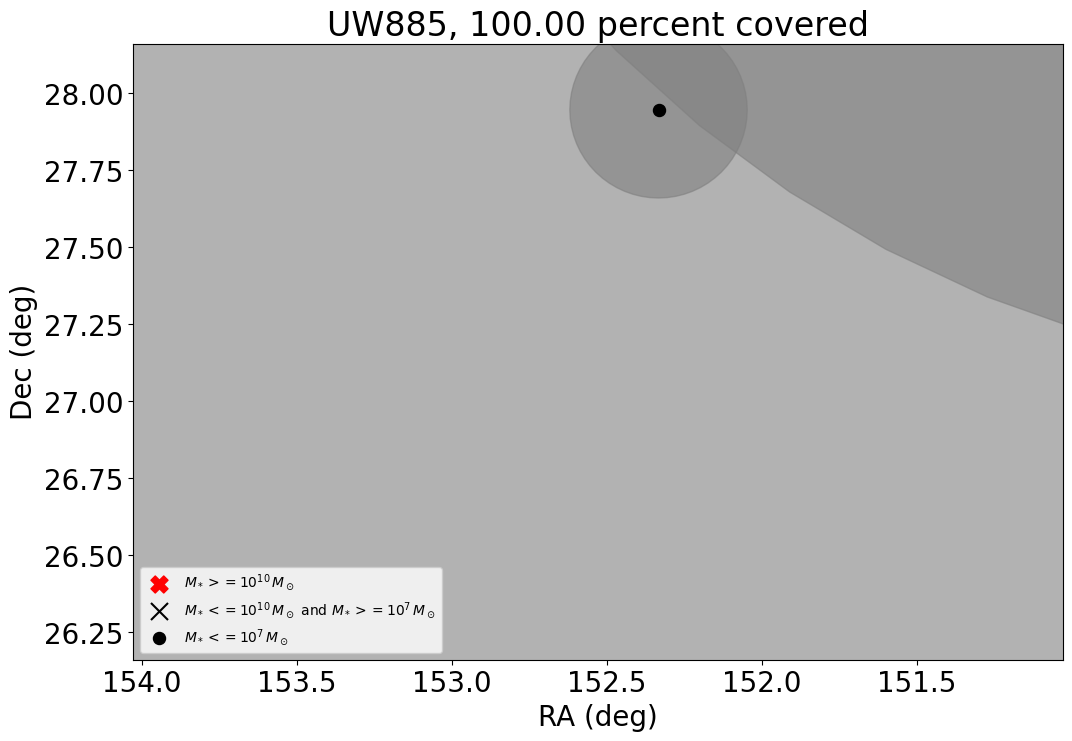 UW885, 100.00 percent covered
28.00
27.75
27.50
27.25
27.00
26.75
26.50
26.25
Dec (deg)
M* >= 10^10 M⊙
M* <= 10^10 M⊙ and M* >= 10^7 M⊙
M* <= 10^7 M⊙
154.0 153.5 153.0 152.5 152.0 151.5
RA (deg)